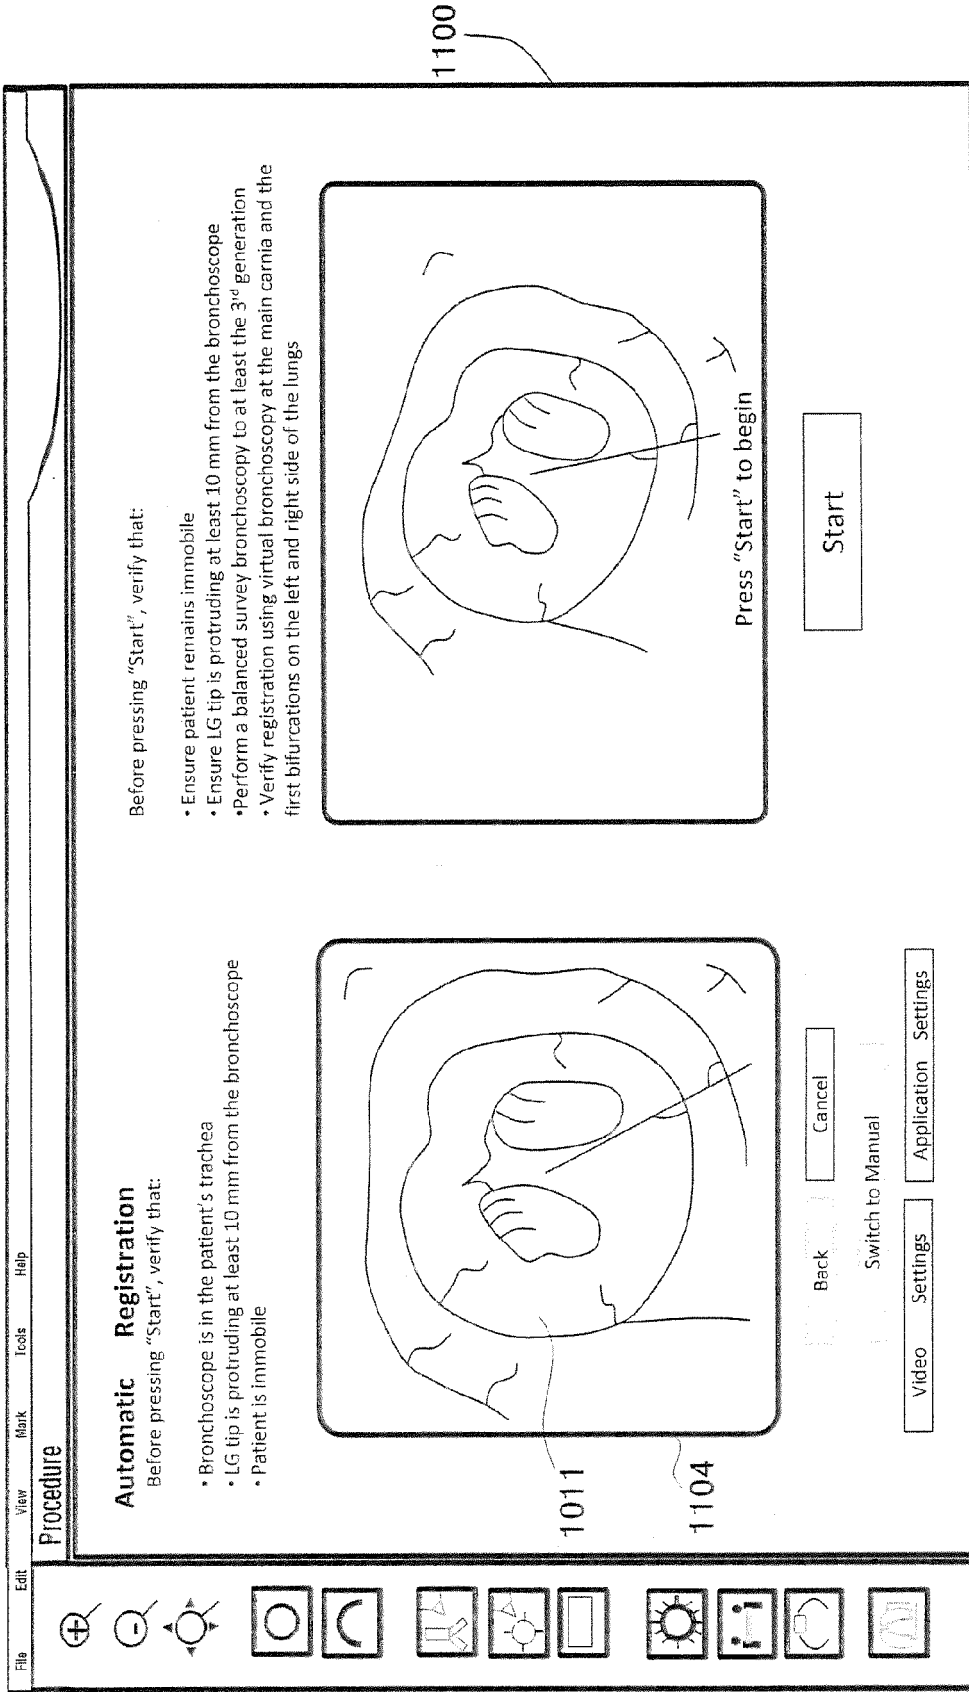 File Edit View Mark Tools Help
Procedure
Automatic Registration
Before pressing “Start”, verify that:
• Bronchoscope is in the patient’s trachea
• LG tip is protruding at least 10 mm from the bronchoscope
• Patient is immobile
Before pressing “Start”, verify that:
• Ensure patient remains immobile
• Ensure LG tip is protruding at least 10 mm from the bronchoscope
•Perform a balanced survey bronchoscopy to at least the 3rd generation
• Verify registration using virtual bronchoscopy at the main carnia and the
first bifurcations on the left and right side of the lungs
1011
1104
Back
Cancel
Switch to Manual
Video Settings
Application Settings
Press “Start” to begin
Start
1100